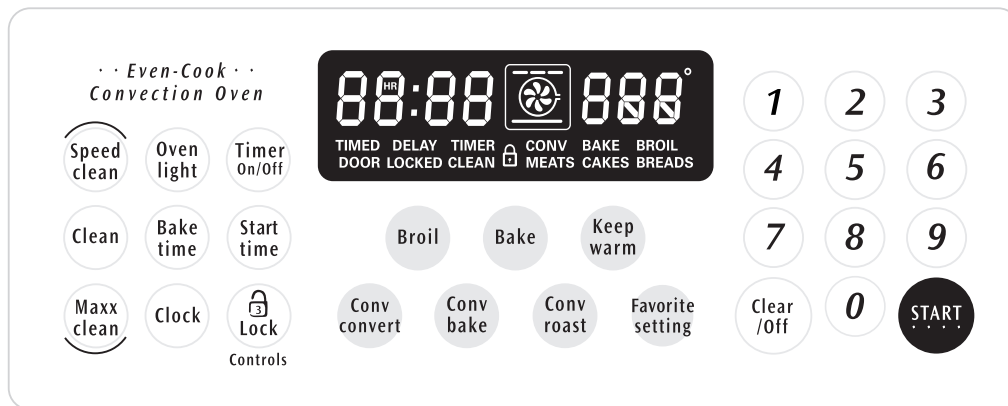 · · Even-Cook · ·
Convection Oven
Speed
clean
Oven
light
Timer
On/Off
Clean
Bake
time
Start
time
Maxx
clean
Clock
3
Lock
Controls
88:88 888°
HR
TIMED DELAY TIMER CONV BAKE BROIL
DOOR LOCKED CLEAN MEATS CAKES BREADS
Broil
Bake
Keep
warm
Conv
convert
Conv
bake
Conv
roast
Favorite
setting
1 2 3
4 5 6
7 8 9
Clear
/Off
0
START